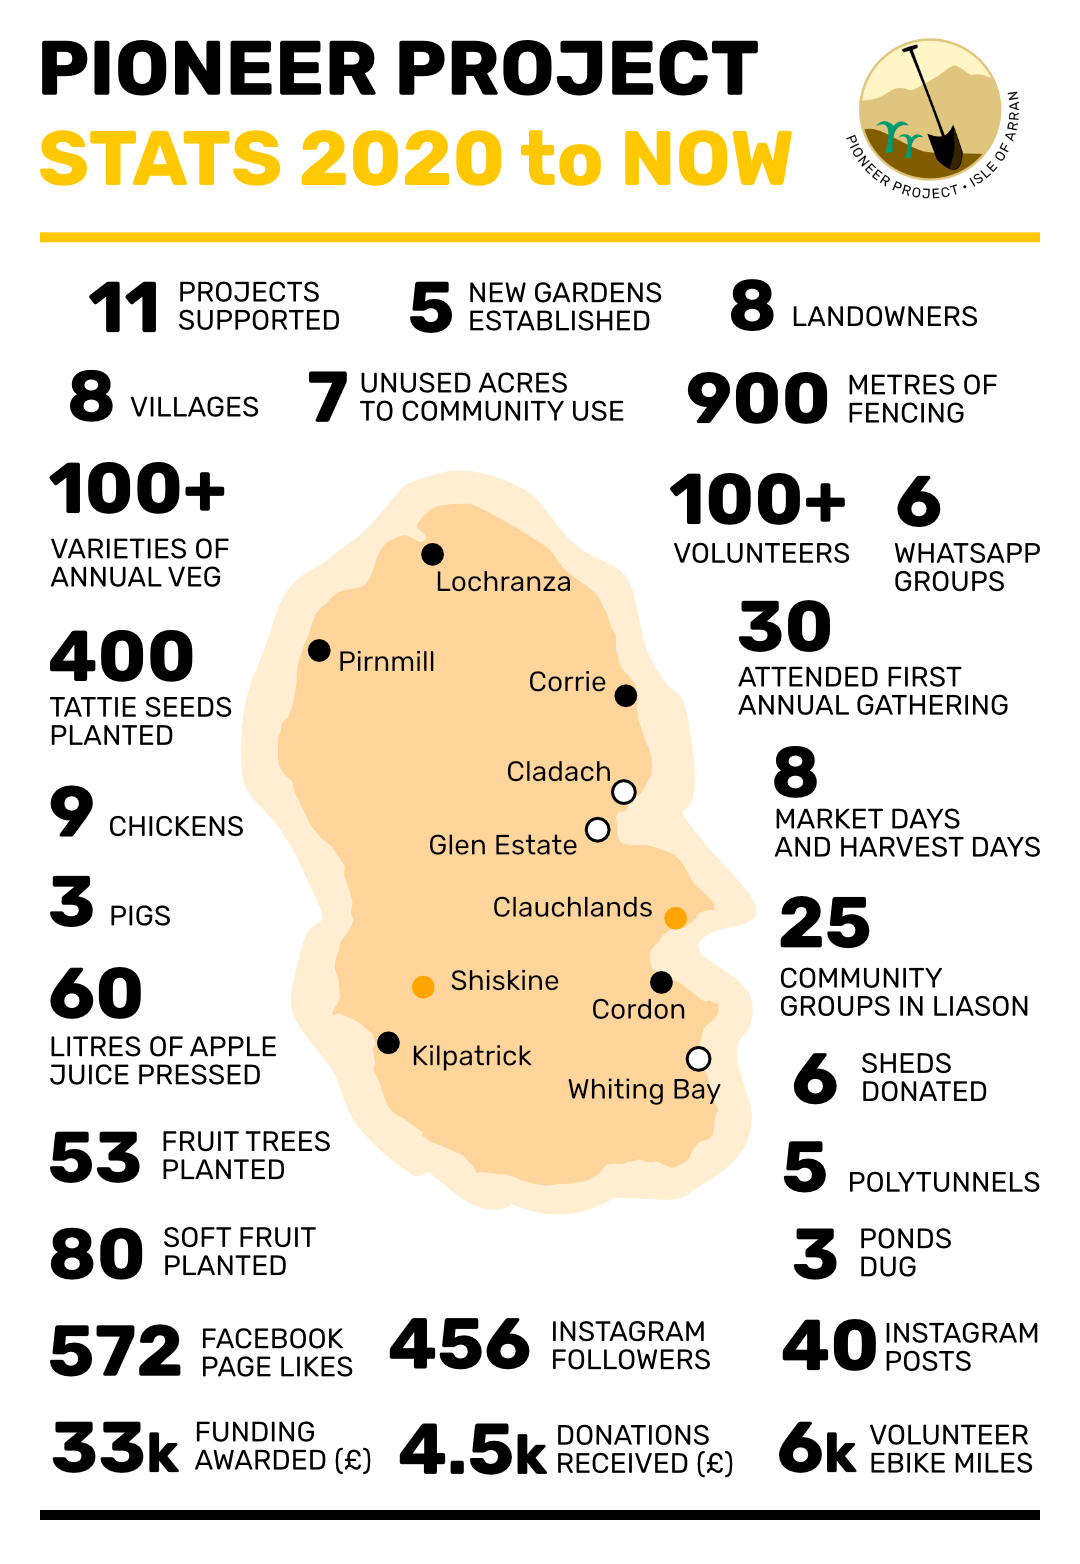 PIONEER PROJECT
STATS 2020 to NOW
PIONEER PROJECT • ISLE OF ARRAN
11 PROJECTS
SUPPORTED
5 NEW GARDENS
ESTABLISHED
8 LANDOWNERS
8 VILLAGES
7 UNUSED ACRES
TO COMMUNITY USE
900 METRES OF
FENCING
100+
VARIETIES OF
ANNUAL VEG
100+
VOLUNTEERS
6
WHATSAPP
GROUPS
400
TATTIE SEEDS
PLANTED
30
ATTENDED FIRST
ANNUAL GATHERING
9 CHICKENS
8
MARKET DAYS
AND HARVEST DAYS
3 PIGS
25
COMMUNITY
GROUPS IN LIASON
60
LITRES OF APPLE
JUICE PRESSED
6 SHEDS
DONATED
53 FRUIT TREES
PLANTED
5 POLYTUNNELS
80 SOFT FRUIT
PLANTED
3 PONDS
DUG
Lochranza
Pirnmill
Corrie
Cladach
Glen Estate
Clauchlands
Shiskine
Cordon
Kilpatrick
Whiting Bay
572 FACEBOOK
PAGE LIKES
456 INSTAGRAM
FOLLOWERS
40 INSTAGRAM
POSTS
33k FUNDING
AWARDED (£)
4.5k DONATIONS
RECEIVED (£)
6k VOLUNTEER
EBIKE MILES